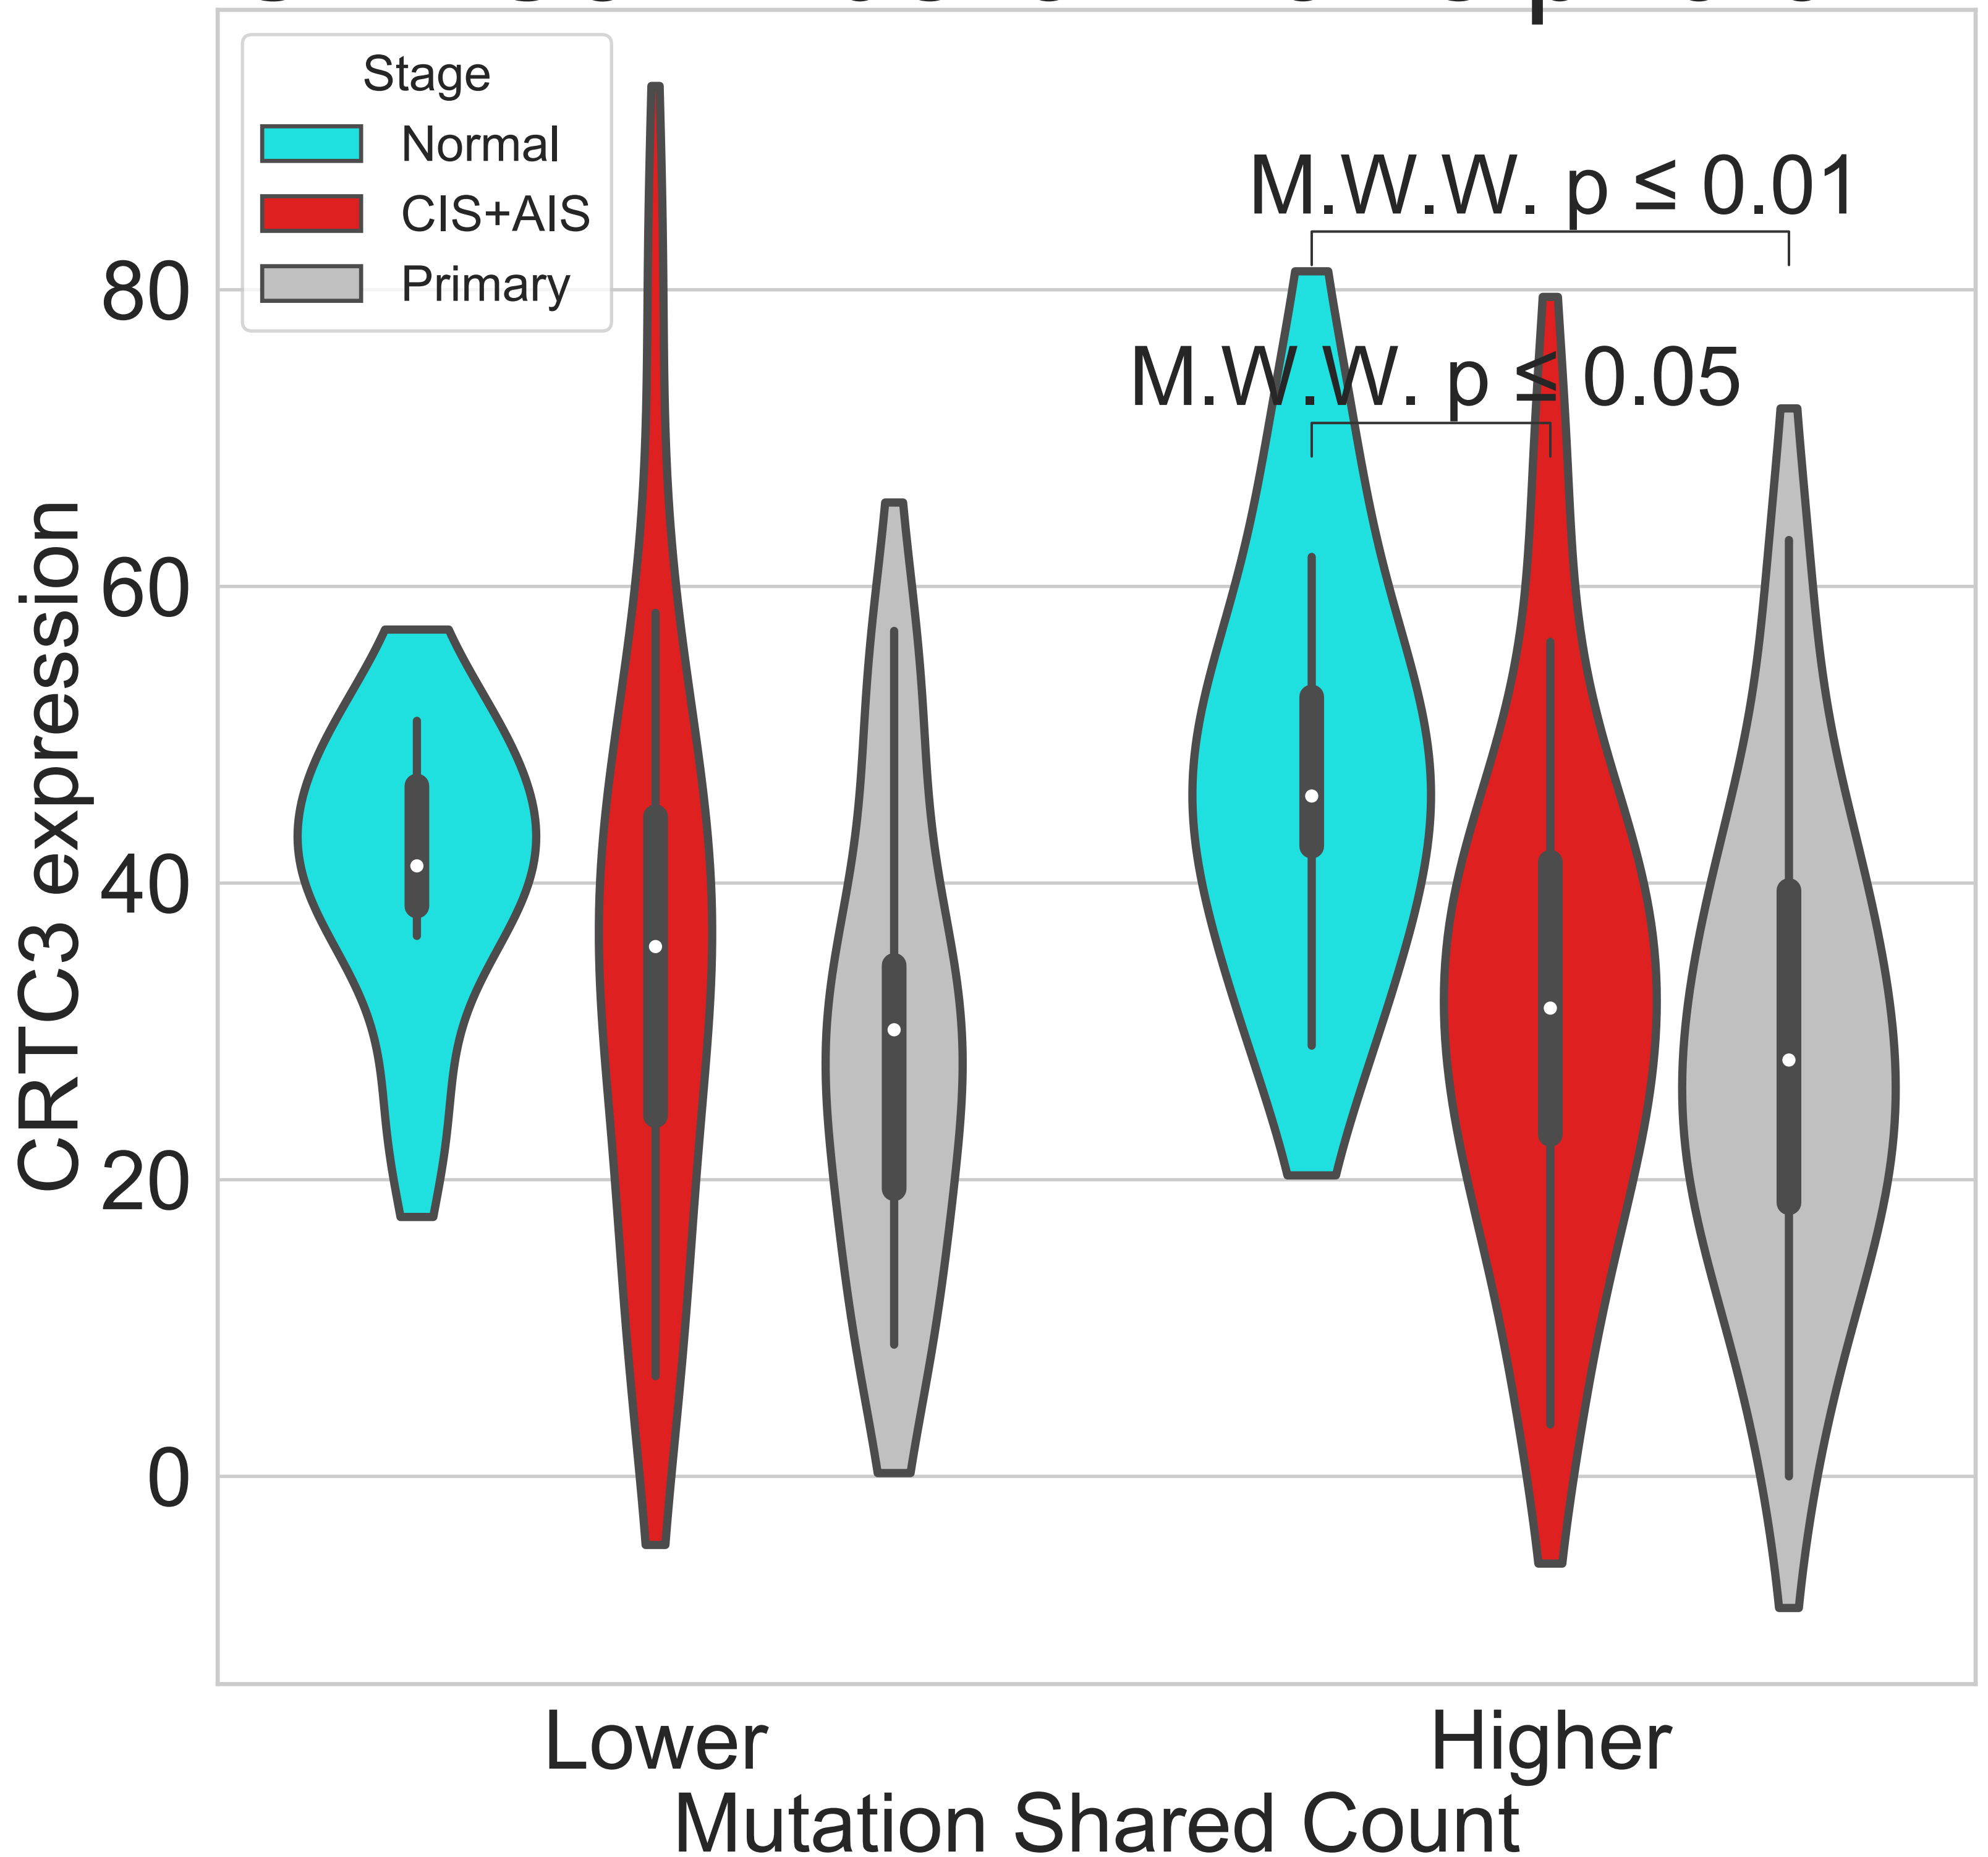 Stage
Normal
CIS+AIS
Primary
M.W.W. p ≤ 0.01
M.W.W. p ≤ 0.05
80
60
40
20
0
CRTC3 expression
Lower
Higher
Mutation Shared Count